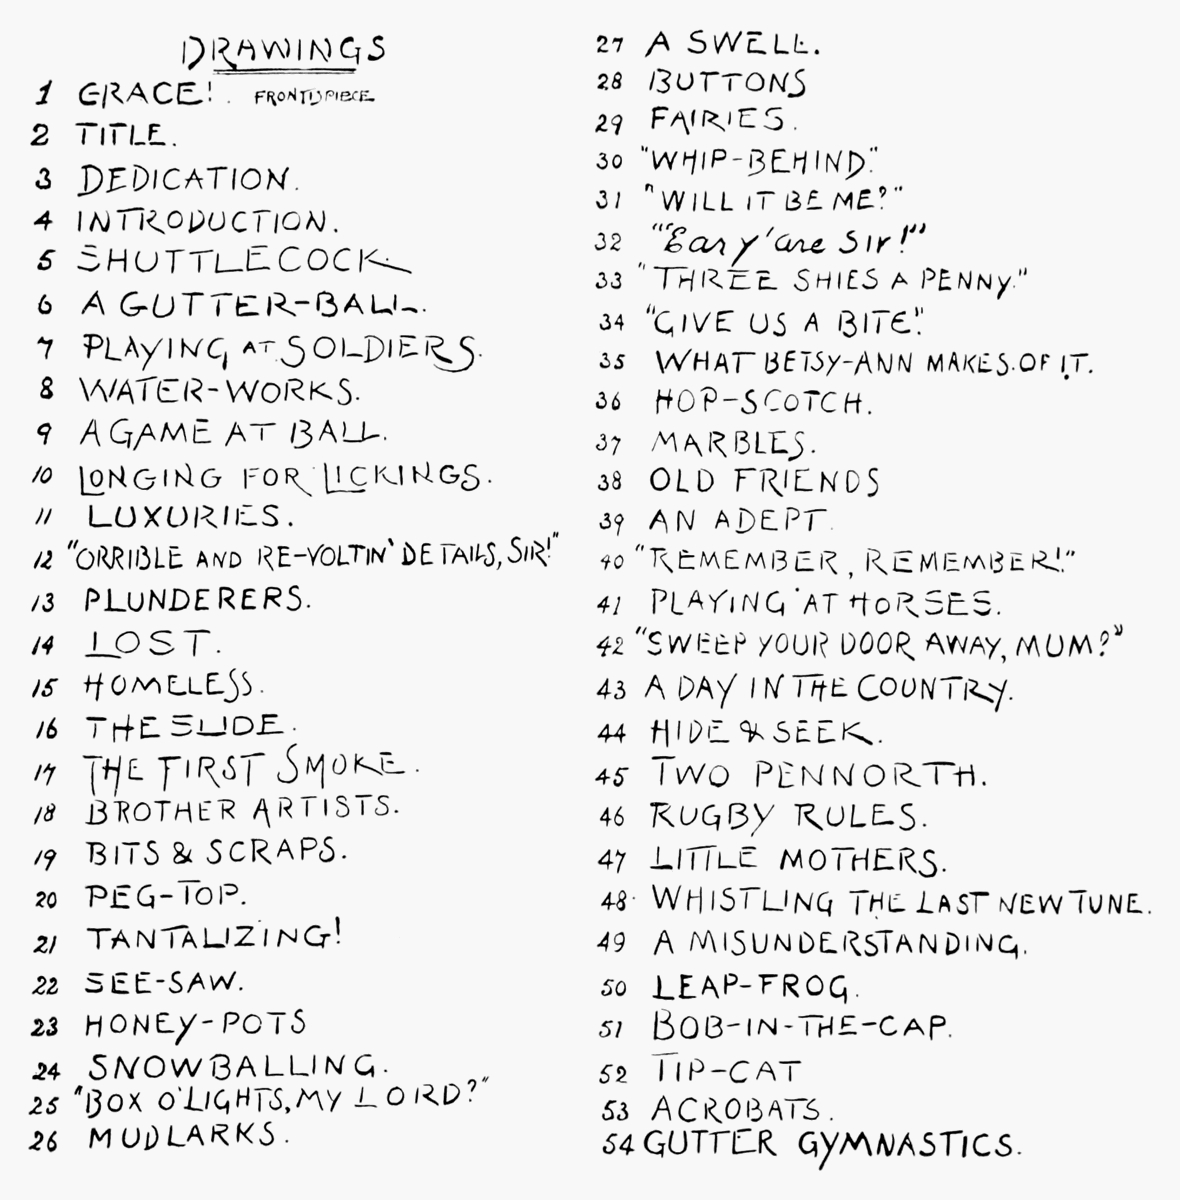 DRAWINGS
1 GRACE! . FRONTISPIECE
2 TITLE.
3 DEDICATION.
4 INTRODUCTION.
5 SHUTTLECOCK.
6 A GUTTER-BALL.
7 PLAYING AT SOLDIERS.
8 WATER-WORKS.
9 A GAME AT BALL.
10 LONGING FOR LICKINGS.
11 LUXURIES.
12 "ORRIBLE AND RE-VOLTIN' DETAILS, SIR!"
13 PLUNDERERS.
14 LOST.
15 HOMELESS.
16 THE SLIDE.
17 THE FIRST SMOKE.
18 BROTHER ARTISTS.
19 BITS & SCRAPS.
20 PEG-TOP.
21 TANTALIZING!
22 SEE-SAW.
23 HONEY-POTS
24 SNOWBALLING.
25 "BOX O'LIGHTS, MY LORD?"
26 MUDLARKS.
27 A SWELL.
28 BUTTONS
29 FAIRIES.
30 "WHIP-BEHIND."
31 "WILL IT BE ME?"
32 "'Ear y'are Sir!"
33 "THREE SHIES A PENNY."
34 "GIVE US A BITE".
35 WHAT BETSY-ANN MAKES OF IT.
36 HOP-SCOTCH.
37 MARBLES.
38 OLD FRIENDS
39 AN ADEPT.
40 "REMEMBER, REMEMBER!"
41 PLAYING AT HORSES.
42 "SWEEP YOUR DOOR AWAY, MUM?"
43 A DAY IN THE COUNTRY.
44 HIDE & SEEK.
45 TWO PENNORTH.
46 RUGBY RULES.
47 LITTLE MOTHERS.
48 WHISTLING THE LAST NEW TUNE.
49 A MISUNDERSTANDING.
50 LEAP-FROG.
51 BOB-IN-THE-CAP.
52 TIP-CAT
53 ACROBATS.
54 GUTTER GYMNASTICS.